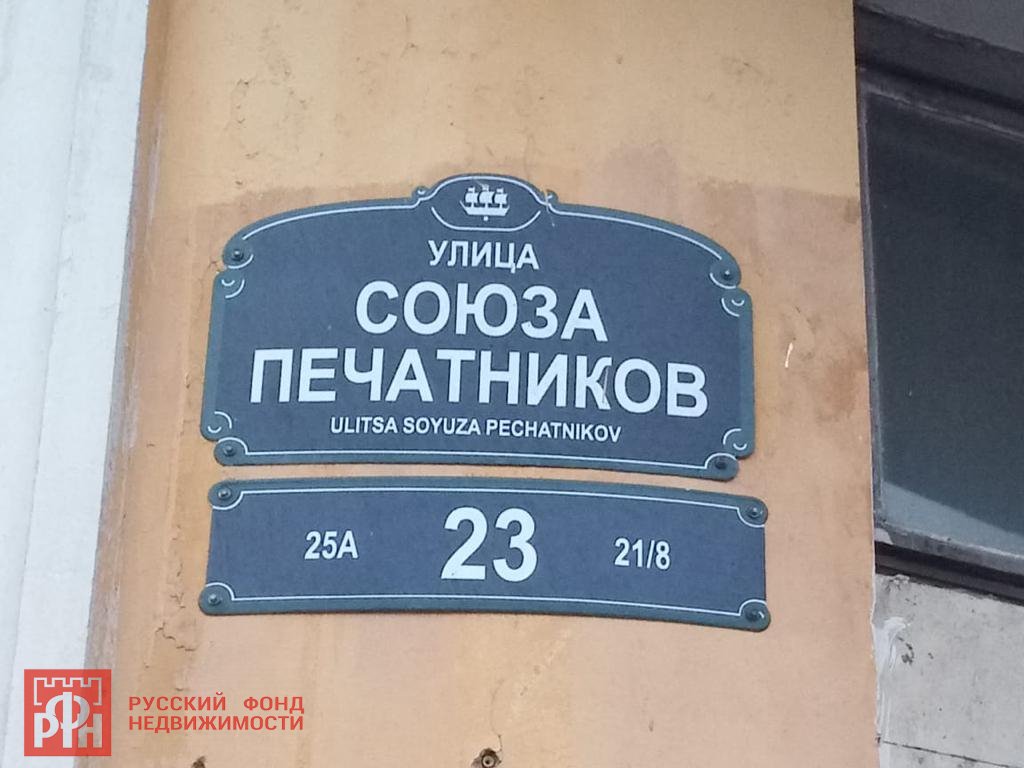 УЛИЦА
СОЮЗА
ПЕЧАТНИКОВ
ULITSA SOYUZA PECHATNIKOV
25А 23 21/8
РФН
РУССКИЙ ФОНД
НЕДВИЖИМОСТИ